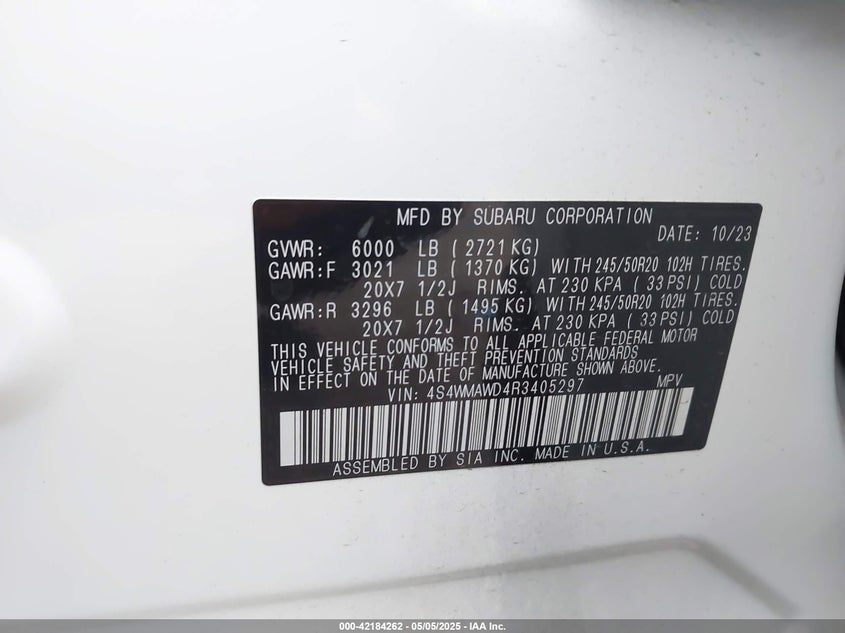 MFD BY SUBARU CORPORATION
DATE: 10/23
GVWR: 6000 LB ( 2721 KG)
GAWR:F 3021 LB ( 1370 KG) WITH 245/50R20 102H TIRES.
20X7 1/2J RIMS. AT 230 KPA ( 33 PSI) COLD
GAWR:R 3296 LB ( 1495 KG) WITH 245/50R20 102H TIRES.
20X7 1/2J RIMS. AT 230 KPA ( 33 PSI) COLD
THIS VEHICLE CONFORMS TO ALL APPLICABLE FEDERAL MOTOR
VEHICLE SAFETY AND THEFT PREVENTION STANDARDS
IN EFFECT ON THE DATE OF MANUFACTURE SHOWN ABOVE.
VIN: 4S4WMAWD4R3405297 MPV
ASSEMBLED BY SIA INC. MADE IN U.S.A.
000-42184262 - 05/05/2025 - IAA Inc.